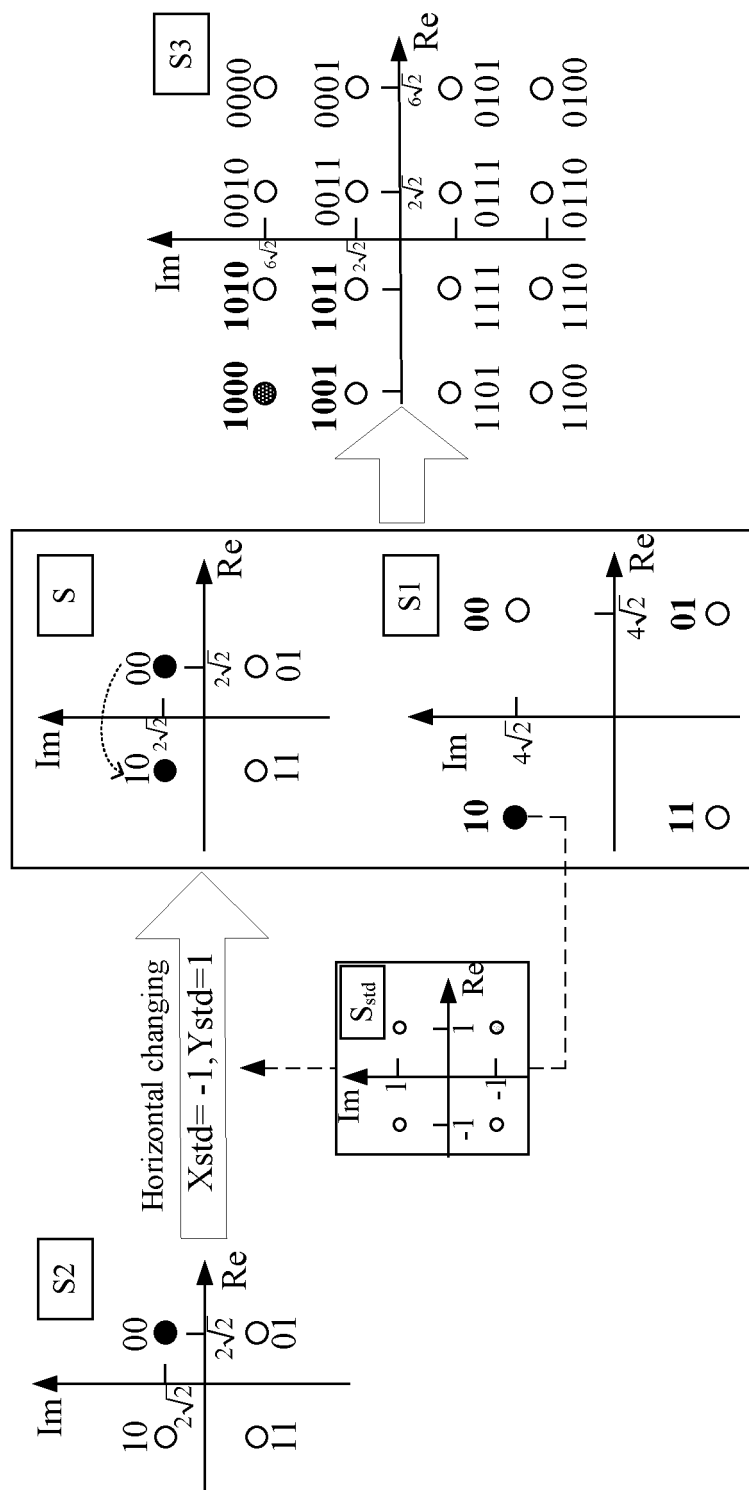 S2
Im
10
00
2√2
2√2
Re
11
01
Horizontal changing
Xstd= -1,Ystd=1
S_std
Im
1
Re
-1
1
-1
S
Im
10
00
2√2
2√2
Re
11
01
S1
Im
10
00
4√2
4√2
Re
11
01
S3
Im
1000
1010
0010
0000
6√2
1001
1011
0011
0001
2√2
2√2
6√2
Re
1101
1111
0111
0101
1100
1110
0110
0100